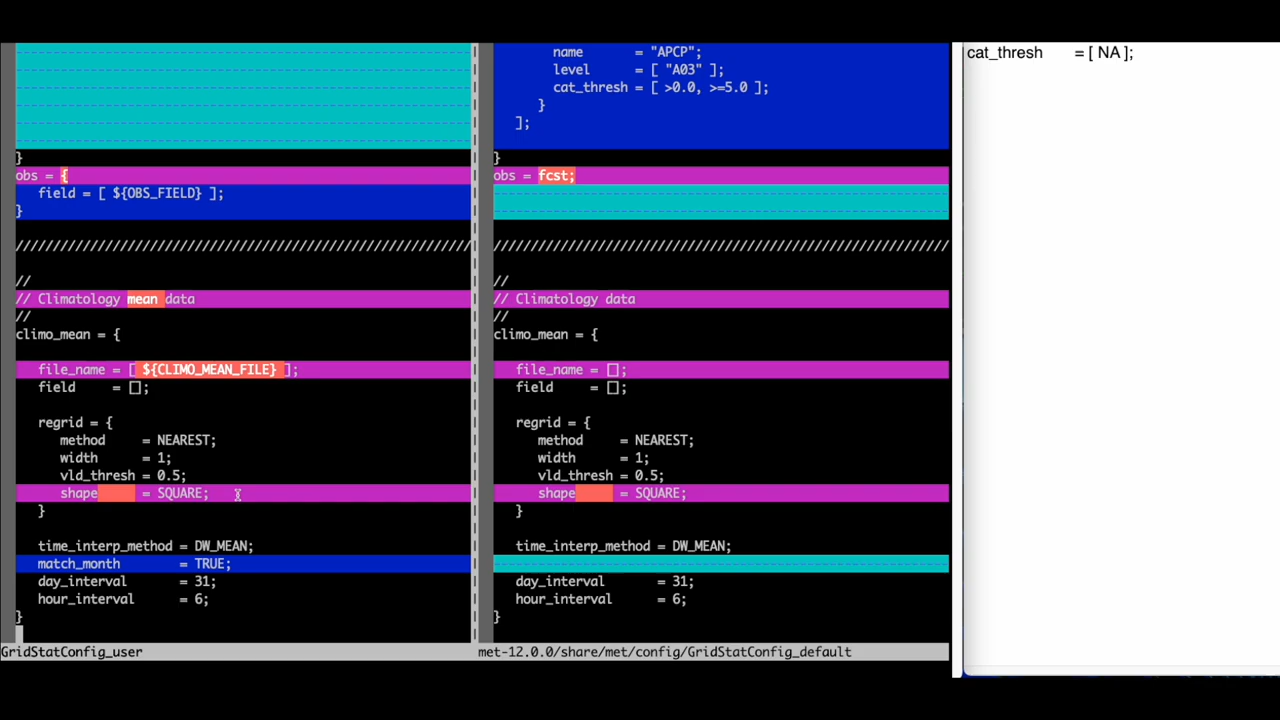 name       = "APCP";
level      = [ "A03" ];
cat_thresh = [ >0.0, >=5.0 ];
}
];
}
obs = {
field = [ ${OBS_FIELD} ];
}
////////////////////////////////////////////////////////////////////////////////
//
// Climatology mean data
//
climo_mean = {
file_name = [ ${CLIMO_MEAN_FILE} ];
field     = [];
regrid = {
method     = NEAREST;
width      = 1;
vld_thresh = 0.5;
shape      = SQUARE;
}
time_interp_method = DW_MEAN;
match_month        = TRUE;
day_interval       = 31;
hour_interval      = 6;
}
GridStatConfig_user
}
obs = fcst;
////////////////////////////////////////////////////////////////////////////////
//
// Climatology data
//
climo_mean = {
file_name = [];
field     = [];
regrid = {
method     = NEAREST;
width      = 1;
vld_thresh = 0.5;
shape      = SQUARE;
}
time_interp_method = DW_MEAN;
day_interval       = 31;
hour_interval      = 6;
}
met-12.0.0/share/met/config/GridStatConfig_default
cat_thresh     = [ NA ];